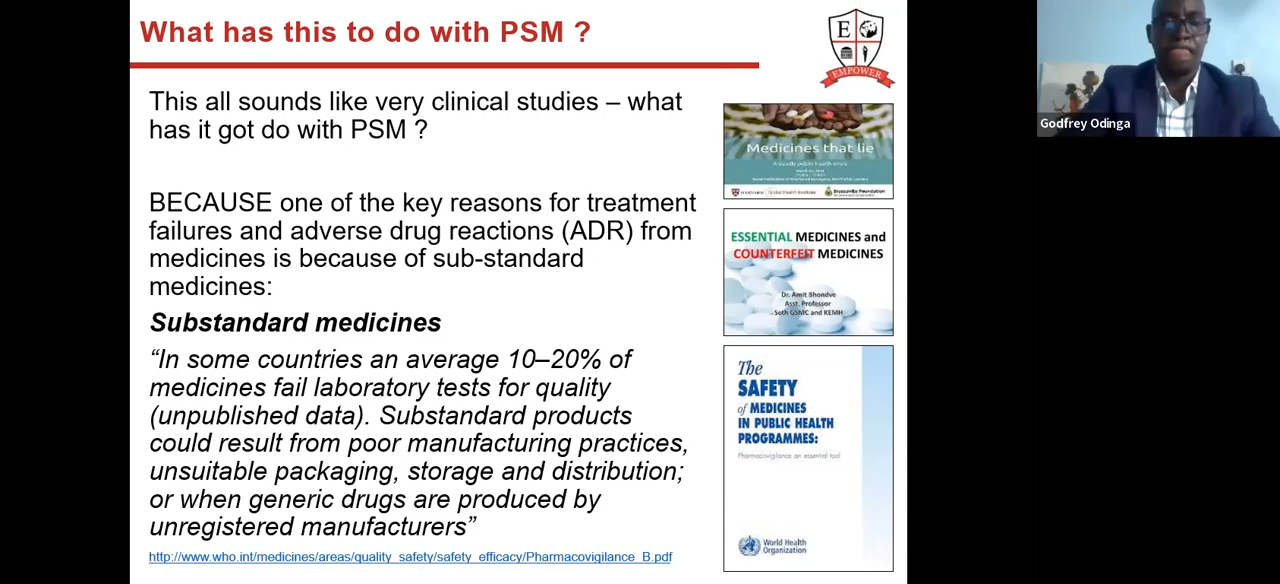 What has this to do with PSM ?
E
EMPOWER
This all sounds like very clinical studies – what
has it got do with PSM ?
BECAUSE one of the key reasons for treatment
failures and adverse drug reactions (ADR) from
medicines is because of sub-standard
medicines:
Substandard medicines
“In some countries an average 10–20% of
medicines fail laboratory tests for quality
(unpublished data). Substandard products
could result from poor manufacturing practices,
unsuitable packaging, storage and distribution;
or when generic drugs are produced by
unregistered manufacturers”
http://www.who.int/medicines/areas/quality_safety/safety_efficacy/Pharmacovigilance_B.pdf
Medicines that lie
Global Health Institute
Brazzaville Foundation
ESSENTIAL MEDICINES and
COUNTERFEIT MEDICINES
Dr. Amit Bhondve
Asst. Professor
Seth GSMC and KEMH
The
SAFETY
of MEDICINES
IN PUBLIC HEALTH
PROGRAMMES:
Pharmacovigilance an essential tool
World Health
Organization
Godfrey Odinga